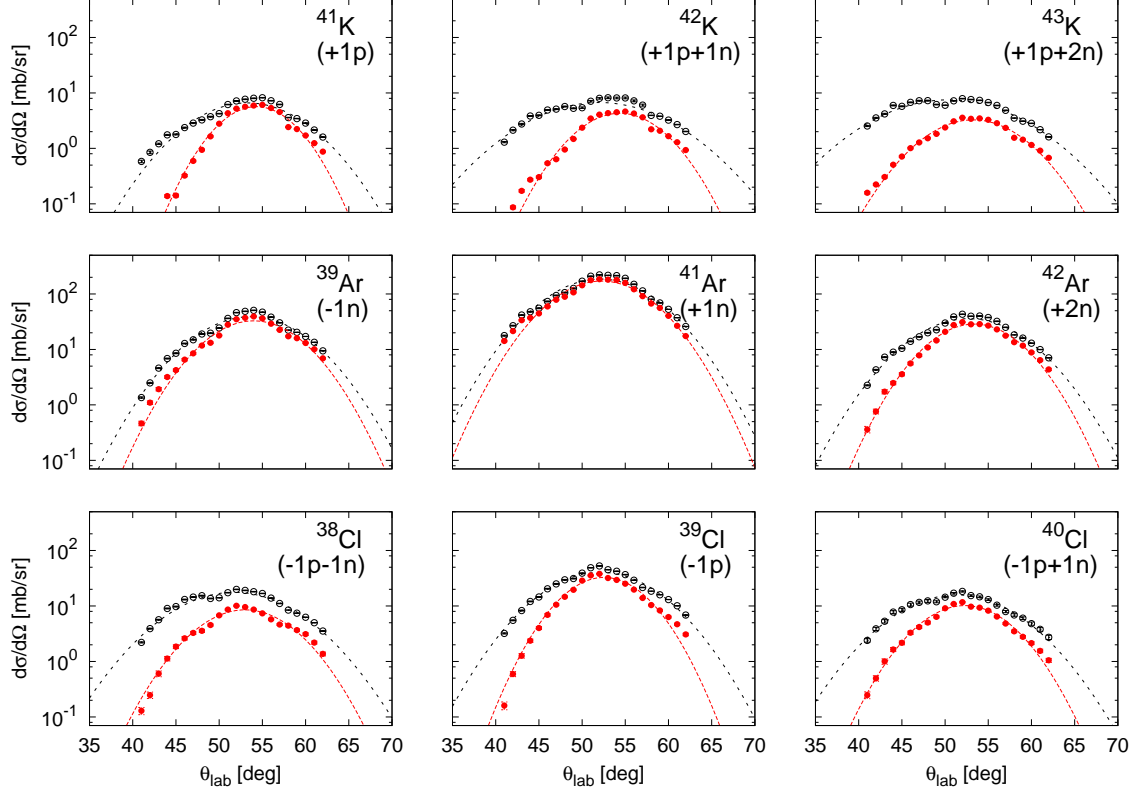 ⁴¹K
(+1p)
⁴²K
(+1p+1n)
⁴³K
(+1p+2n)
dσ/dΩ [mb/sr]
10²
10¹
10⁰
10⁻¹
³⁹Ar
(-1n)
⁴¹Ar
(+1n)
⁴²Ar
(+2n)
dσ/dΩ [mb/sr]
10²
10¹
10⁰
10⁻¹
³⁸Cl
(-1p-1n)
³⁹Cl
(-1p)
⁴⁰Cl
(-1p+1n)
dσ/dΩ [mb/sr]
10²
10¹
10⁰
10⁻¹
35 40 45 50 55 60 65 70
35 40 45 50 55 60 65 70
35 40 45 50 55 60 65 70
θlab [deg]
θlab [deg]
θlab [deg]